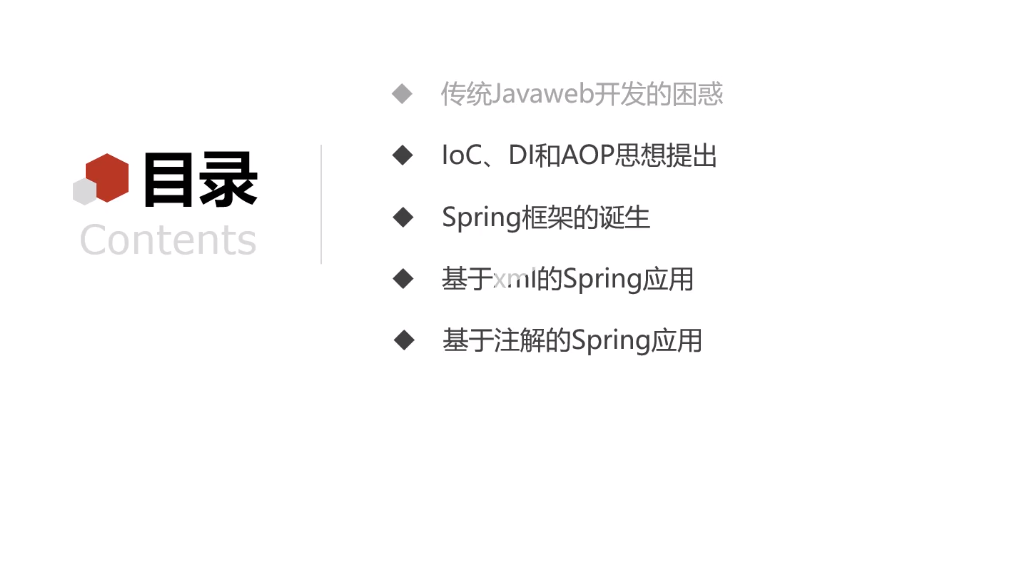 目录
Contents
传统Javaweb开发的困惑
IoC、DI和AOP思想提出
Spring框架的诞生
基于xml的Spring应用
基于注解的Spring应用